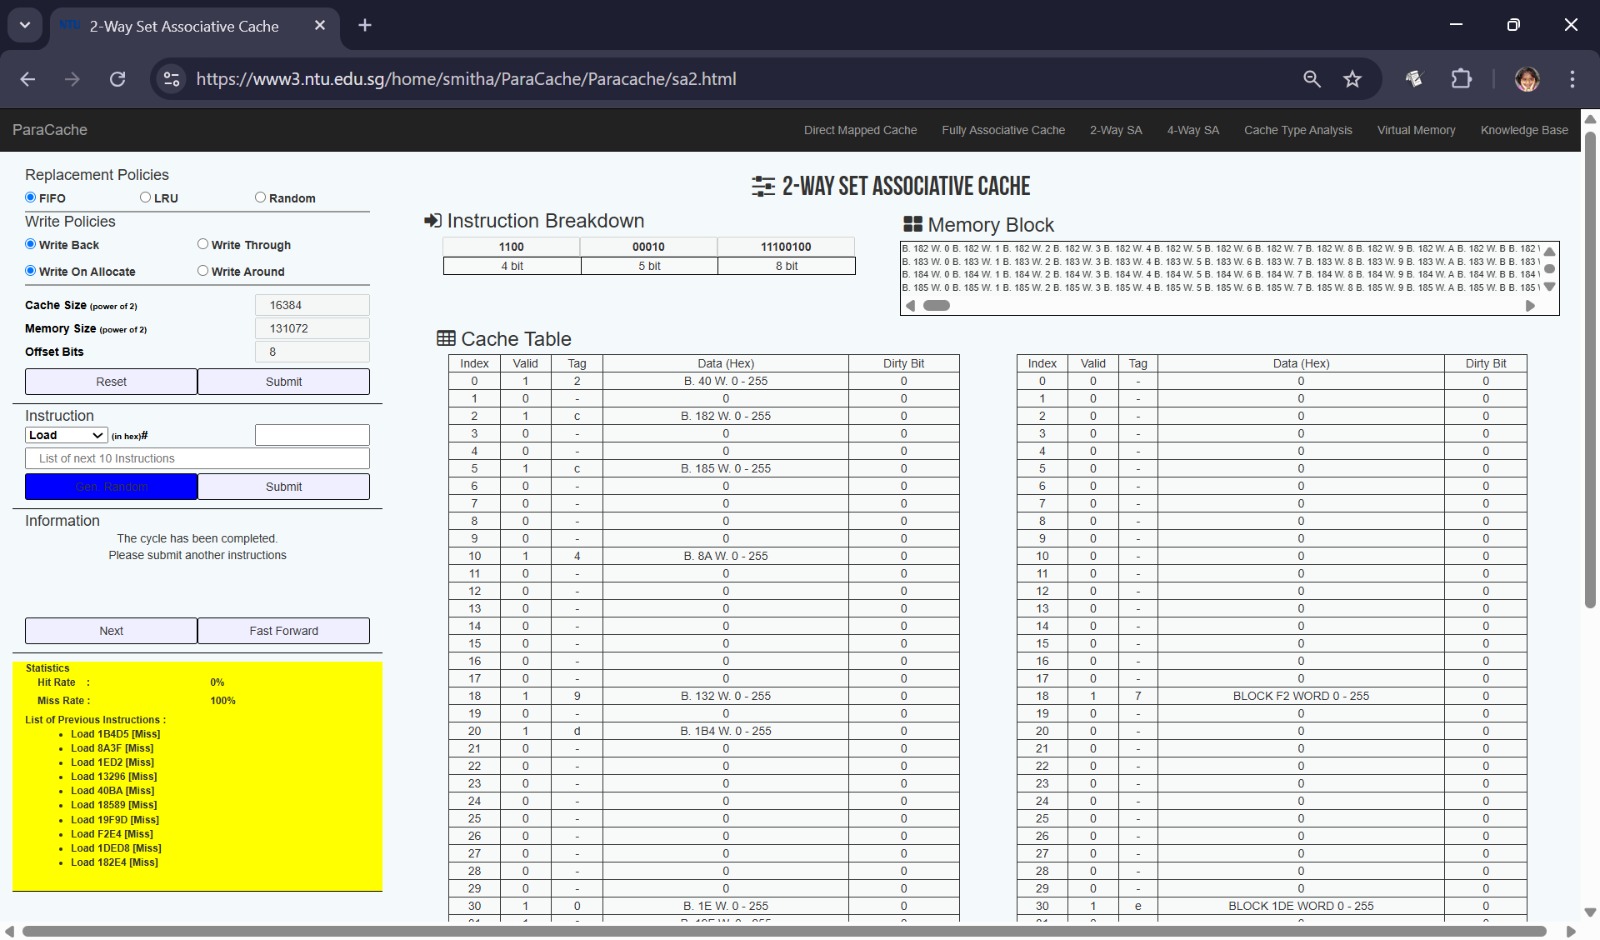 NTU 2-Way Set Associative Cache
https://www3.ntu.edu.sg/home/smitha/ParaCache/Paracache/sa2.html
ParaCache Direct Mapped Cache Fully Associative Cache 2-Way SA 4-Way SA Cache Type Analysis Virtual Memory Knowledge Base
Replacement Policies
FIFO LRU Random
Write Policies
Write Back Write Through
Write On Allocate Write Around
Cache Size (power of 2) 16384
Memory Size (power of 2) 131072
Offset Bits 8
Reset Submit
Instruction
Load (in hex)#
List of next 10 Instructions
Gen. Random Submit
Information
The cycle has been completed.
Please submit another instructions
Next Fast Forward
Statistics
Hit Rate : 0%
Miss Rate : 100%
List of Previous Instructions :
Load 1B4D5 [Miss]
Load 8A3F [Miss]
Load 1ED2 [Miss]
Load 13296 [Miss]
Load 40BA [Miss]
Load 18589 [Miss]
Load 19F9D [Miss]
Load F2E4 [Miss]
Load 1DED8 [Miss]
Load 182E4 [Miss]
2-WAY SET ASSOCIATIVE CACHE
Instruction Breakdown
1100 00010 11100100
4 bit 5 bit 8 bit
Memory Block
B. 182 W. 0 B. 182 W. 1 B. 182 W. 2 B. 182 W. 3 B. 182 W. 4 B. 182 W. 5 B. 182 W. 6 B. 182 W. 7 B. 182 W. 8 B. 182 W. 9 B. 182 W. A B. 182 W. B B. 182
B. 183 W. 0 B. 183 W. 1 B. 183 W. 2 B. 183 W. 3 B. 183 W. 4 B. 183 W. 5 B. 183 W. 6 B. 183 W. 7 B. 183 W. 8 B. 183 W. 9 B. 183 W. A B. 183 W. B B. 183
B. 184 W. 0 B. 184 W. 1 B. 184 W. 2 B. 184 W. 3 B. 184 W. 4 B. 184 W. 5 B. 184 W. 6 B. 184 W. 7 B. 184 W. 8 B. 184 W. 9 B. 184 W. A B. 184 W. B B. 184
B. 185 W. 0 B. 185 W. 1 B. 185 W. 2 B. 185 W. 3 B. 185 W. 4 B. 185 W. 5 B. 185 W. 6 B. 185 W. 7 B. 185 W. 8 B. 185 W. 9 B. 185 W. A B. 185 W. B B. 185
Cache Table
Index Valid Tag Data (Hex) Dirty Bit Index Valid Tag Data (Hex) Dirty Bit
0 1 2 B. 40 W. 0 - 255 0 0 0 - 0 0
1 0 - 0 0 1 0 - 0 0
2 1 c B. 182 W. 0 - 255 0 2 0 - 0 0
3 0 - 0 0 3 0 - 0 0
4 0 - 0 0 4 0 - 0 0
5 1 c B. 185 W. 0 - 255 0 5 0 - 0 0
6 0 - 0 0 6 0 - 0 0
7 0 - 0 0 7 0 - 0 0
8 0 - 0 0 8 0 - 0 0
9 0 - 0 0 9 0 - 0 0
10 1 4 B. 8A W. 0 - 255 0 10 0 - 0 0
11 0 - 0 0 11 0 - 0 0
12 0 - 0 0 12 0 - 0 0
13 0 - 0 0 13 0 - 0 0
14 0 - 0 0 14 0 - 0 0
15 0 - 0 0 15 0 - 0 0
16 0 - 0 0 16 0 - 0 0
17 0 - 0 0 17 0 - 0 0
18 1 9 B. 132 W. 0 - 255 0 18 1 7 BLOCK F2 WORD 0 - 255 0
19 0 - 0 0 19 0 - 0 0
20 1 d B. 1B4 W. 0 - 255 0 20 0 - 0 0
21 0 - 0 0 21 0 - 0 0
22 0 - 0 0 22 0 - 0 0
23 0 - 0 0 23 0 - 0 0
24 0 - 0 0 24 0 - 0 0
25 0 - 0 0 25 0 - 0 0
26 0 - 0 0 26 0 - 0 0
27 0 - 0 0 27 0 - 0 0
28 0 - 0 0 28 0 - 0 0
29 0 - 0 0 29 0 - 0 0
30 1 0 B. 1E W. 0 - 255 0 30 1 e BLOCK 1DE WORD 0 - 255 0